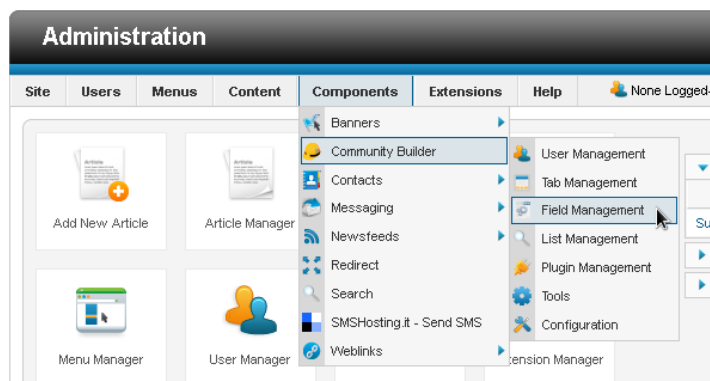 Administration
Site Users Menus Content Components Extensions Help None Logged-
Banners
Community Builder
Contacts
Messaging
Newsfeeds
Redirect
Search
SMSHosting.it - Send SMS
Weblinks
User Management
Tab Management
Field Management
List Management
Plugin Management
Tools
Configuration
Add New Article
Article Manager
Menu Manager
User Manager
Manager
Su